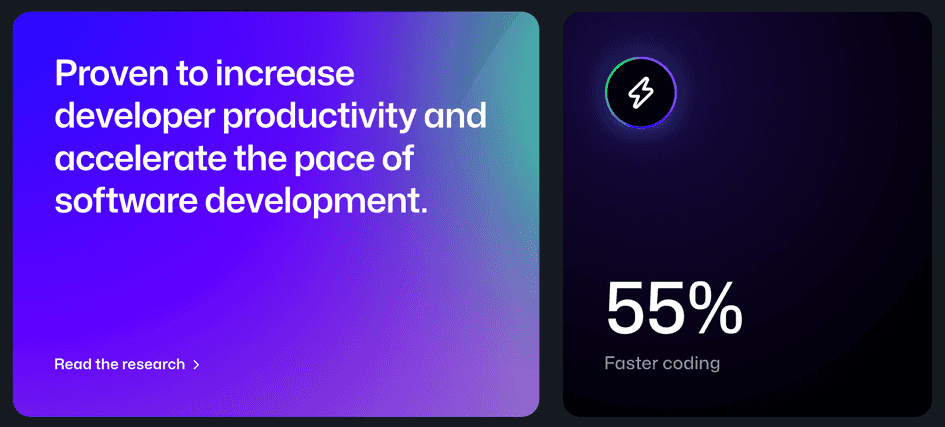 Proven to increase
developer productivity and
accelerate the pace of
software development.
Read the research
55%
Faster coding